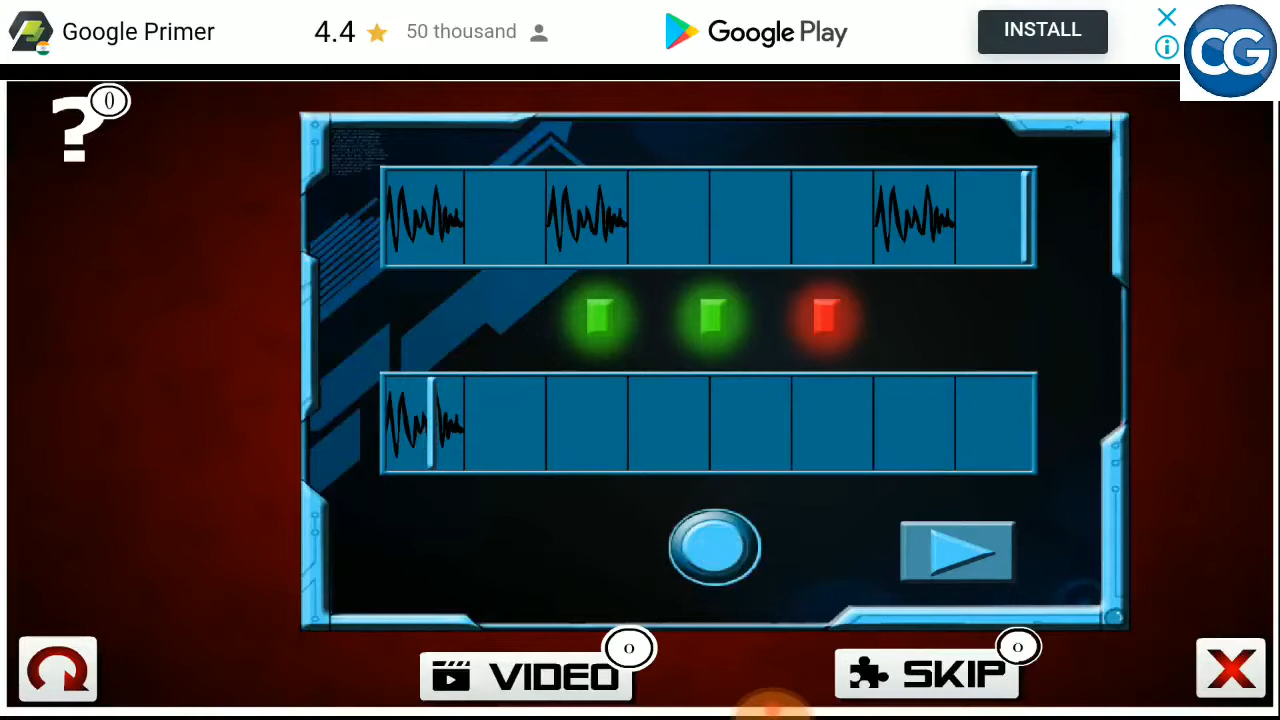 Google Primer
4.4 50 thousand
Google Play
INSTALL
CG
? 0
VIDEO 0
SKIP 0